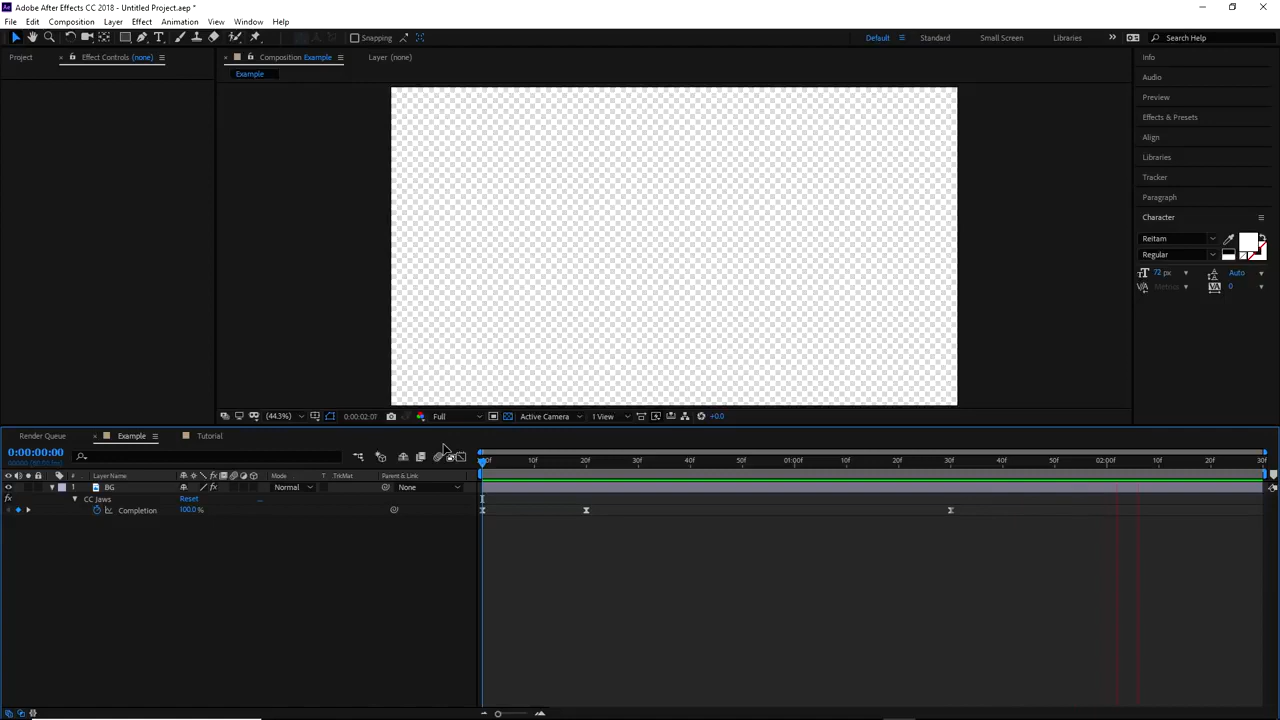 Adobe After Effects CC 2018 - Untitled Project.aep *
File Edit Composition Layer Effect Animation View Window Help
Snapping Default Standard Small Screen Libraries Search Help
Project Effect Controls (none) Composition Example Layer (none)
Example
Info
Audio
Preview
Effects & Presets
Align
Libraries
Tracker
Paragraph
Character
Reitam
Regular
72 px Auto
Metrics 0
(44.3%) 0:00:02:07 Full Active Camera 1 View +0.0
Render Queue Example Tutorial
0:00:00:00
10f 20f 30f 40f 50f 01:00f 10f 20f 30f 40f 50f 02:00f 10f 20f 30f
# Layer Name Mode T TrkMat Parent & Link
1 BG Normal None
CC Jaws Reset ...
Completion 100.0 %